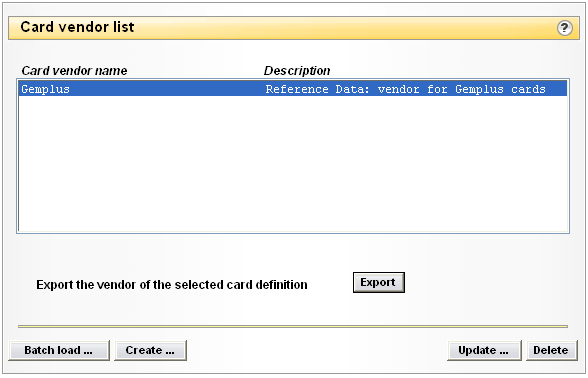 Card vendor list ?
Card vendor name Description
Gemplus Reference Data: vendor for Gemplus cards
Export the vendor of the selected card definition Export
Batch load ... Create ... Update ... Delete